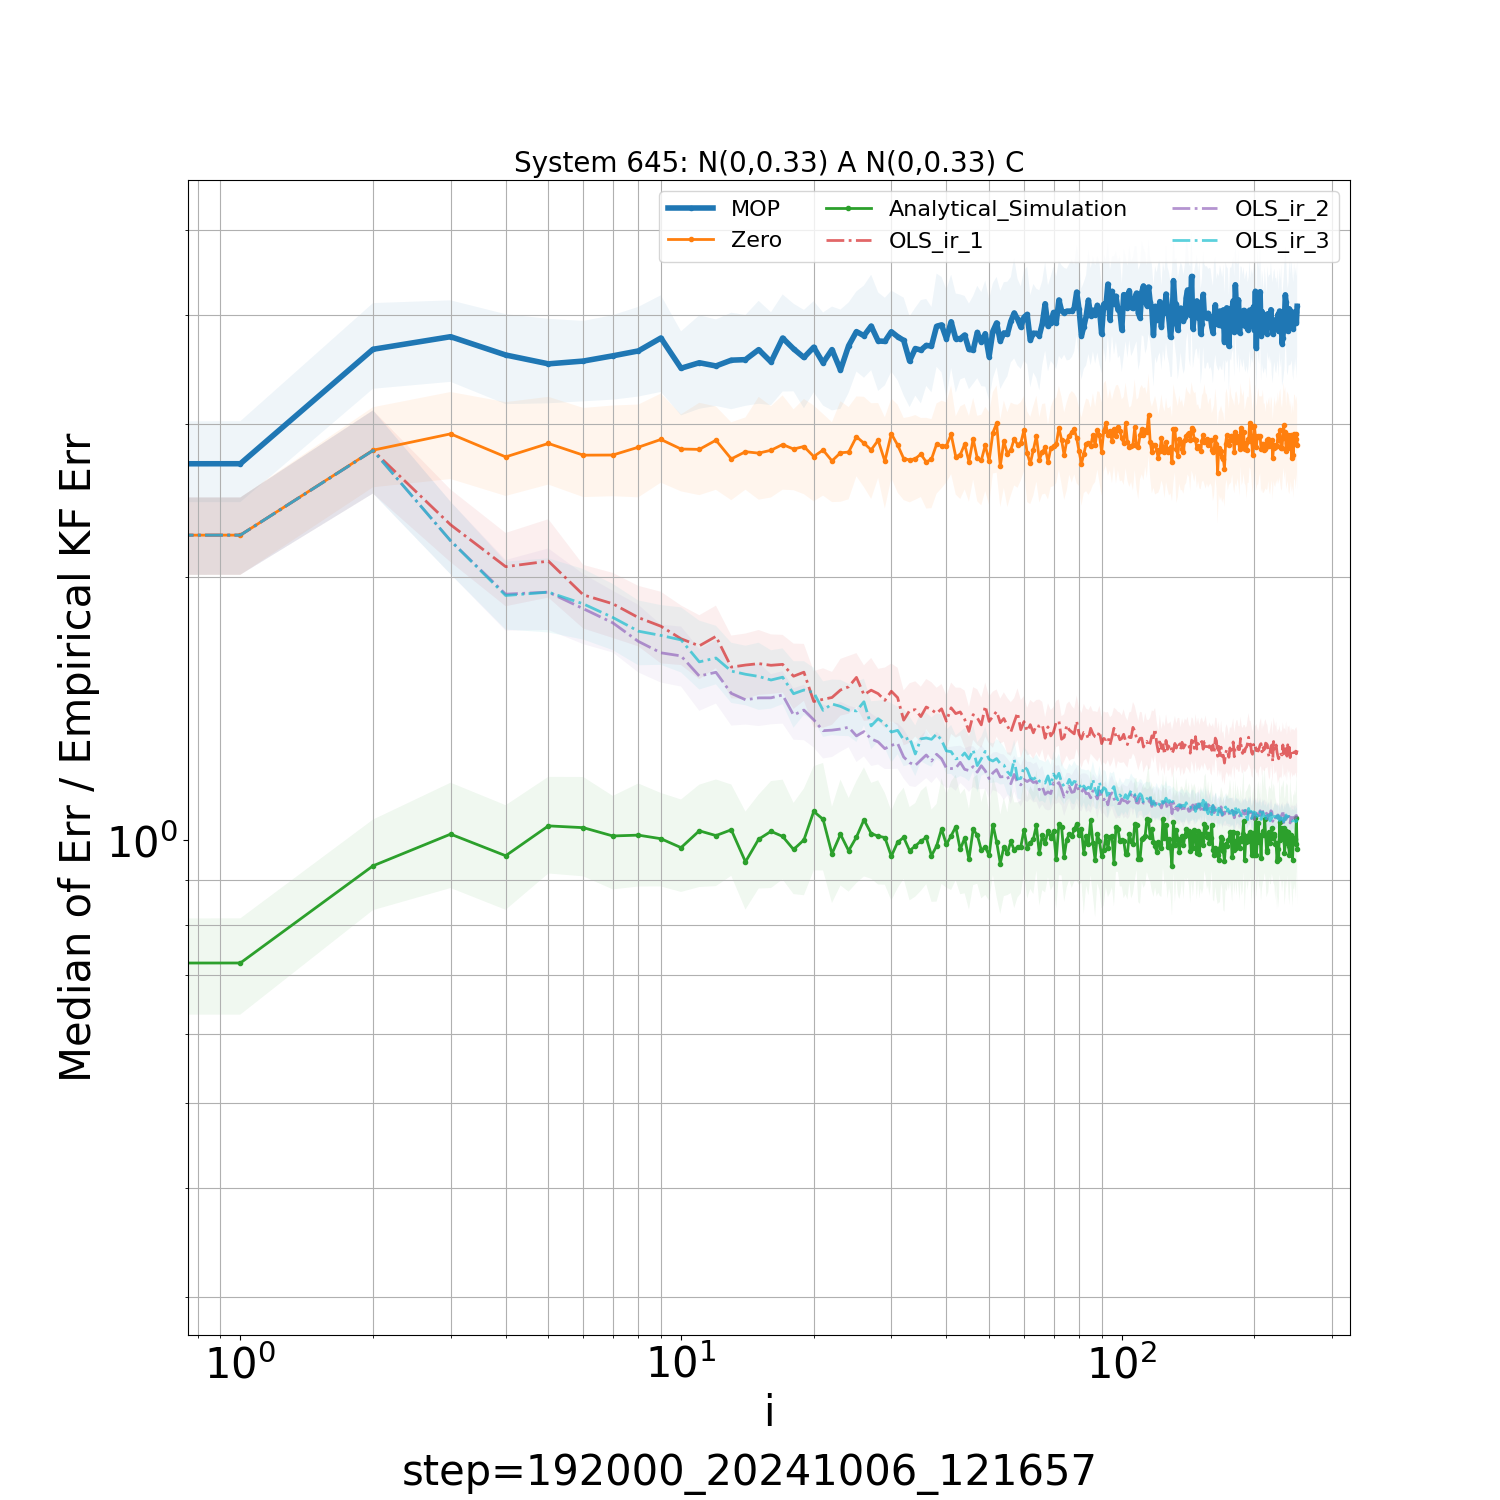 System 645: N(0,0.33) A N(0,0.33) C
MOP
Zero
Analytical_Simulation
OLS_ir_1
OLS_ir_2
OLS_ir_3
Median of Err / Empirical KF Err
10⁰
10⁰
10¹
10²
i
step=192000_20241006_121657